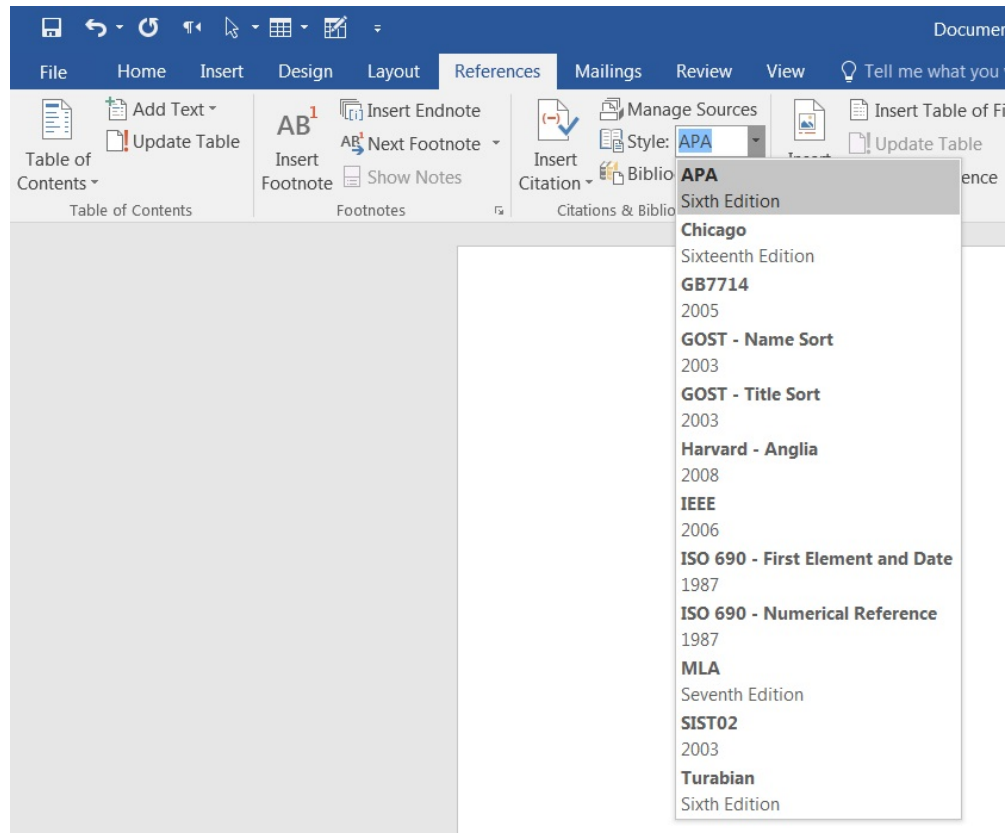 Documen
File Home Insert Design Layout References Mailings Review View Tell me what you
Table of Contents
Add Text
Update Table
Table of Contents
AB1
Insert Footnote
Insert Endnote
Next Footnote
Show Notes
Footnotes
Insert Citation
Manage Sources
Style: APA
Biblio
Citations & Biblio
Insert Table of Fi
Update Table
ence
APA
Sixth Edition
Chicago
Sixteenth Edition
GB7714
2005
GOST - Name Sort
2003
GOST - Title Sort
2003
Harvard - Anglia
2008
IEEE
2006
ISO 690 - First Element and Date
1987
ISO 690 - Numerical Reference
1987
MLA
Seventh Edition
SIST02
2003
Turabian
Sixth Edition